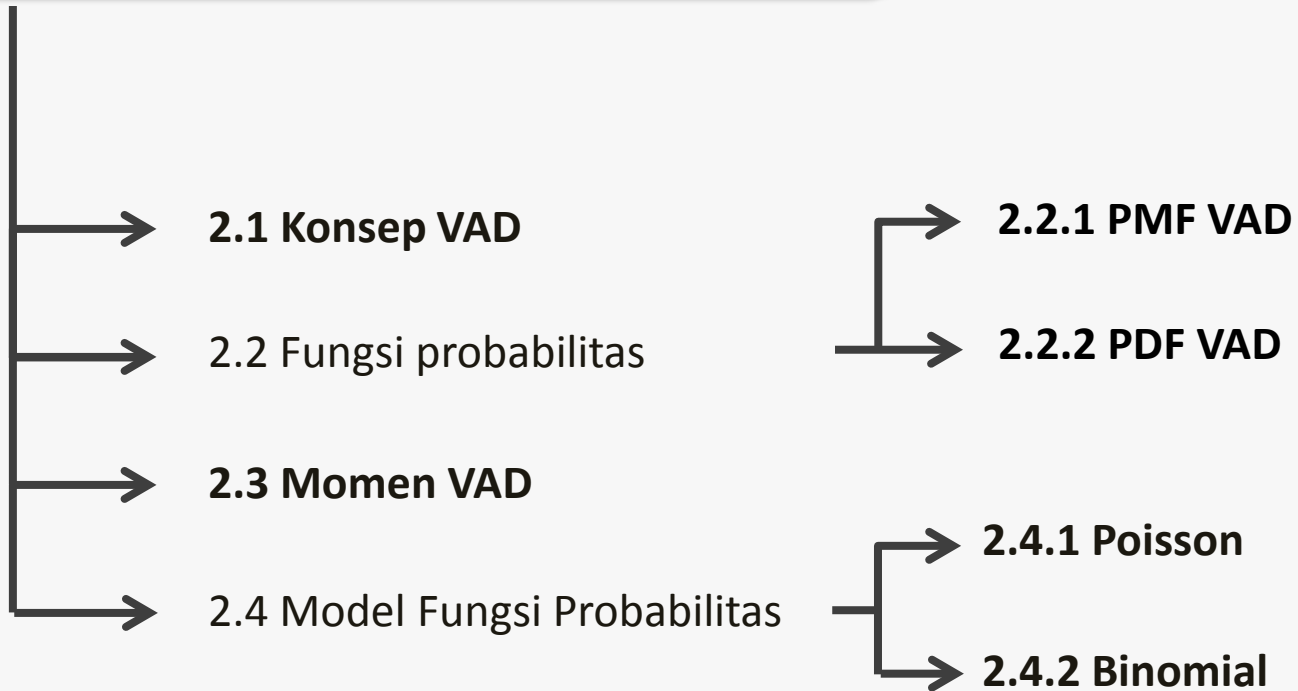 2.1 Konsep VAD
2.2 Fungsi probabilitas
2.2.1 PMF VAD
2.2.2 PDF VAD
2.3 Momen VAD
2.4 Model Fungsi Probabilitas
2.4.1 Poisson
2.4.2 Binomial